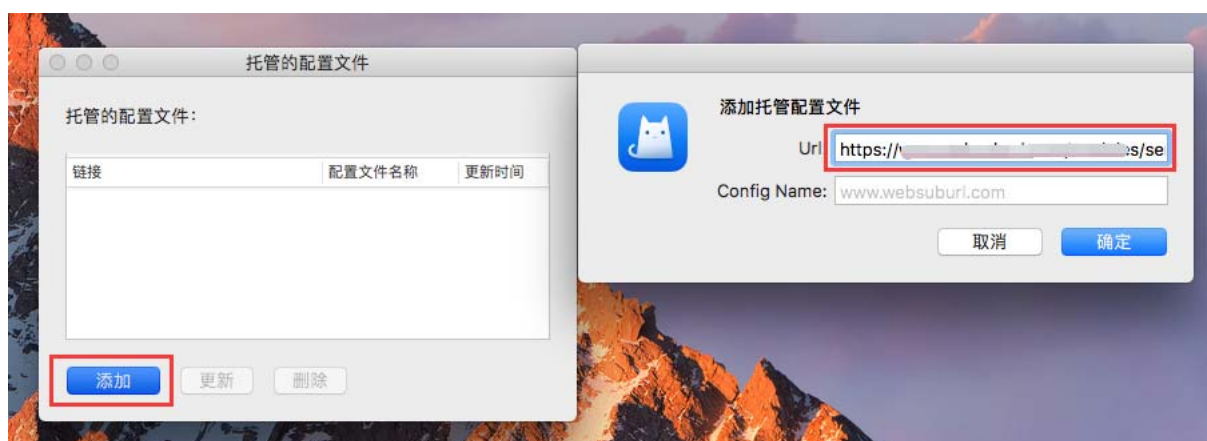 托管的配置文件
托管的配置文件：
链接 配置文件名称 更新时间
添加 更新 删除
添加托管配置文件
Url: https:// es/se
Config Name: www.websuburl.com
取消 确定